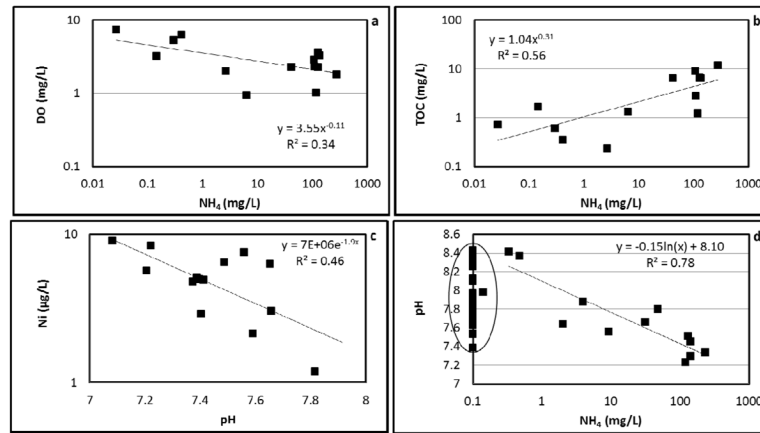 a
10
1
0.1
DO (mg/L)
y = 3.55x^-0.11
R² = 0.34
0.01 0.1 1 10 100 1000
NH₄ (mg/L)
b
100
10
1
0.1
TOC (mg/L)
y = 1.04x^0.31
R² = 0.56
0.01 0.1 1 10 100 1000
NH₄ (mg/L)
c
10
1
Ni (µg/L)
y = 7E+06e^-1.9x
R² = 0.46
7 7.2 7.4 7.6 7.8 8
pH
d
8.6
8.4
8.2
8
7.8
7.6
7.4
7.2
7
pH
y = -0.15ln(x) + 8.10
R² = 0.78
0.1 1 10 100 1000
NH₄ (mg/L)